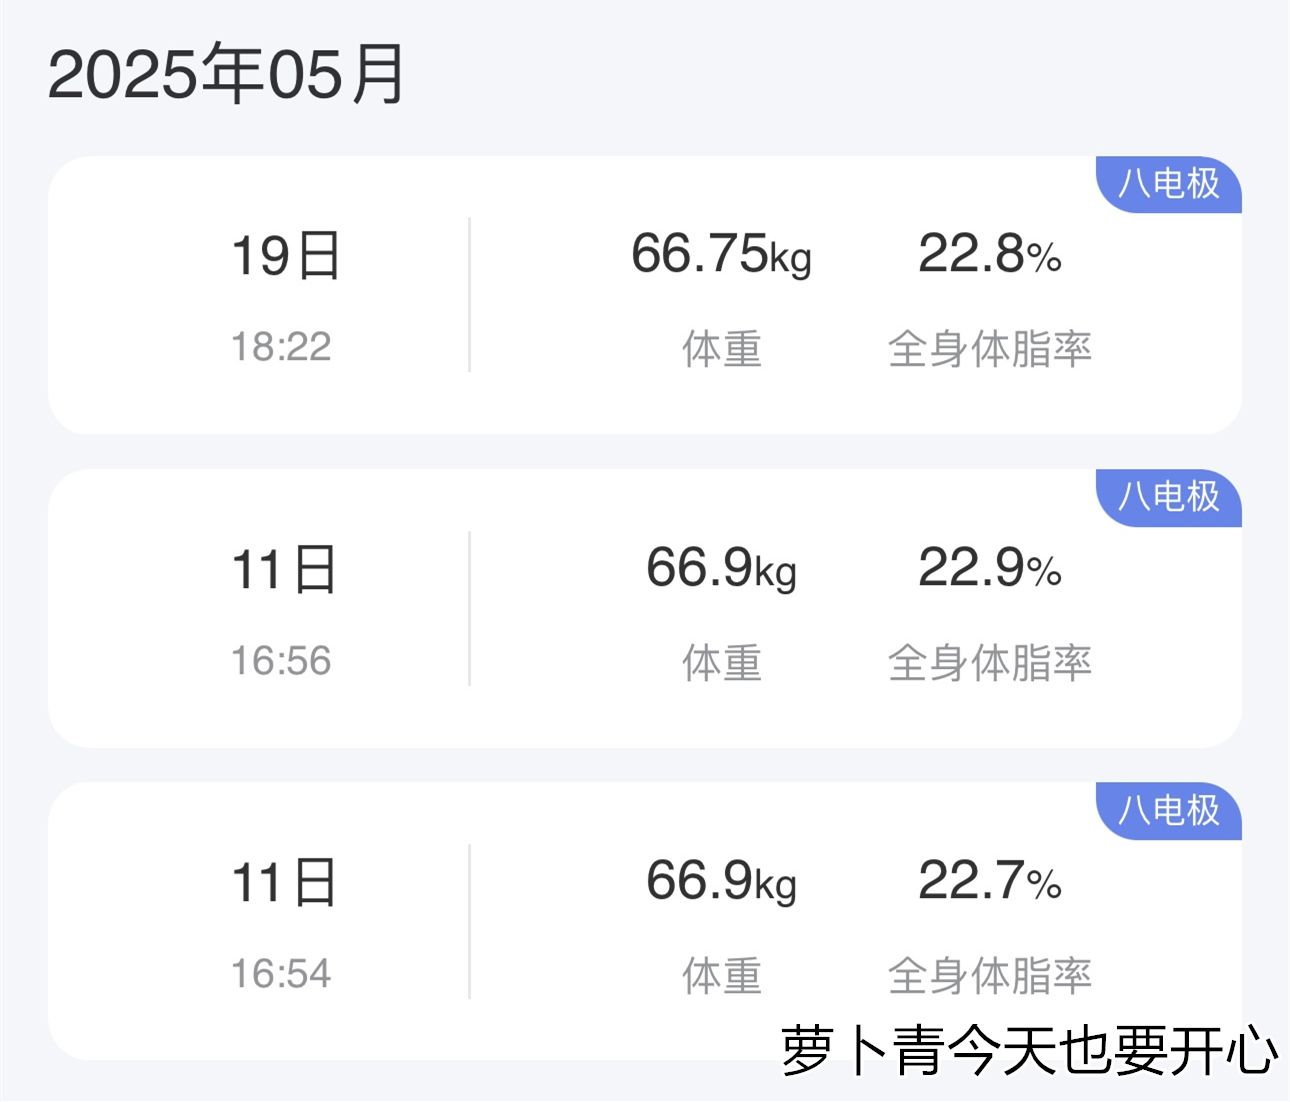 2025年05月
八电极
19日 66.75kg 22.8%
18:22 体重 全身体脂率
八电极
11日 66.9kg 22.9%
16:56 体重 全身体脂率
八电极
11日 66.9kg 22.7%
16:54 体重 全身体脂率
萝卜青今天也要开心